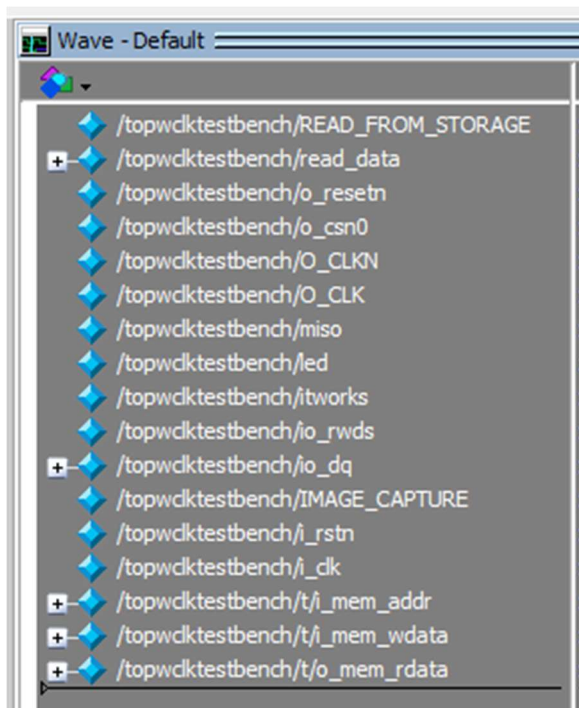 Wave - Default
/topwclktestbench/READ_FROM_STORAGE
/topwclktestbench/read_data
/topwclktestbench/o_resetn
/topwclktestbench/o_csn0
/topwclktestbench/O_CLKN
/topwclktestbench/O_CLK
/topwclktestbench/miso
/topwclktestbench/led
/topwclktestbench/itworks
/topwclktestbench/io_rwds
/topwclktestbench/io_dq
/topwclktestbench/IMAGE_CAPTURE
/topwclktestbench/i_rstn
/topwclktestbench/i_clk
/topwclktestbench/t/i_mem_addr
/topwclktestbench/t/i_mem_wdata
/topwclktestbench/t/o_mem_rdata